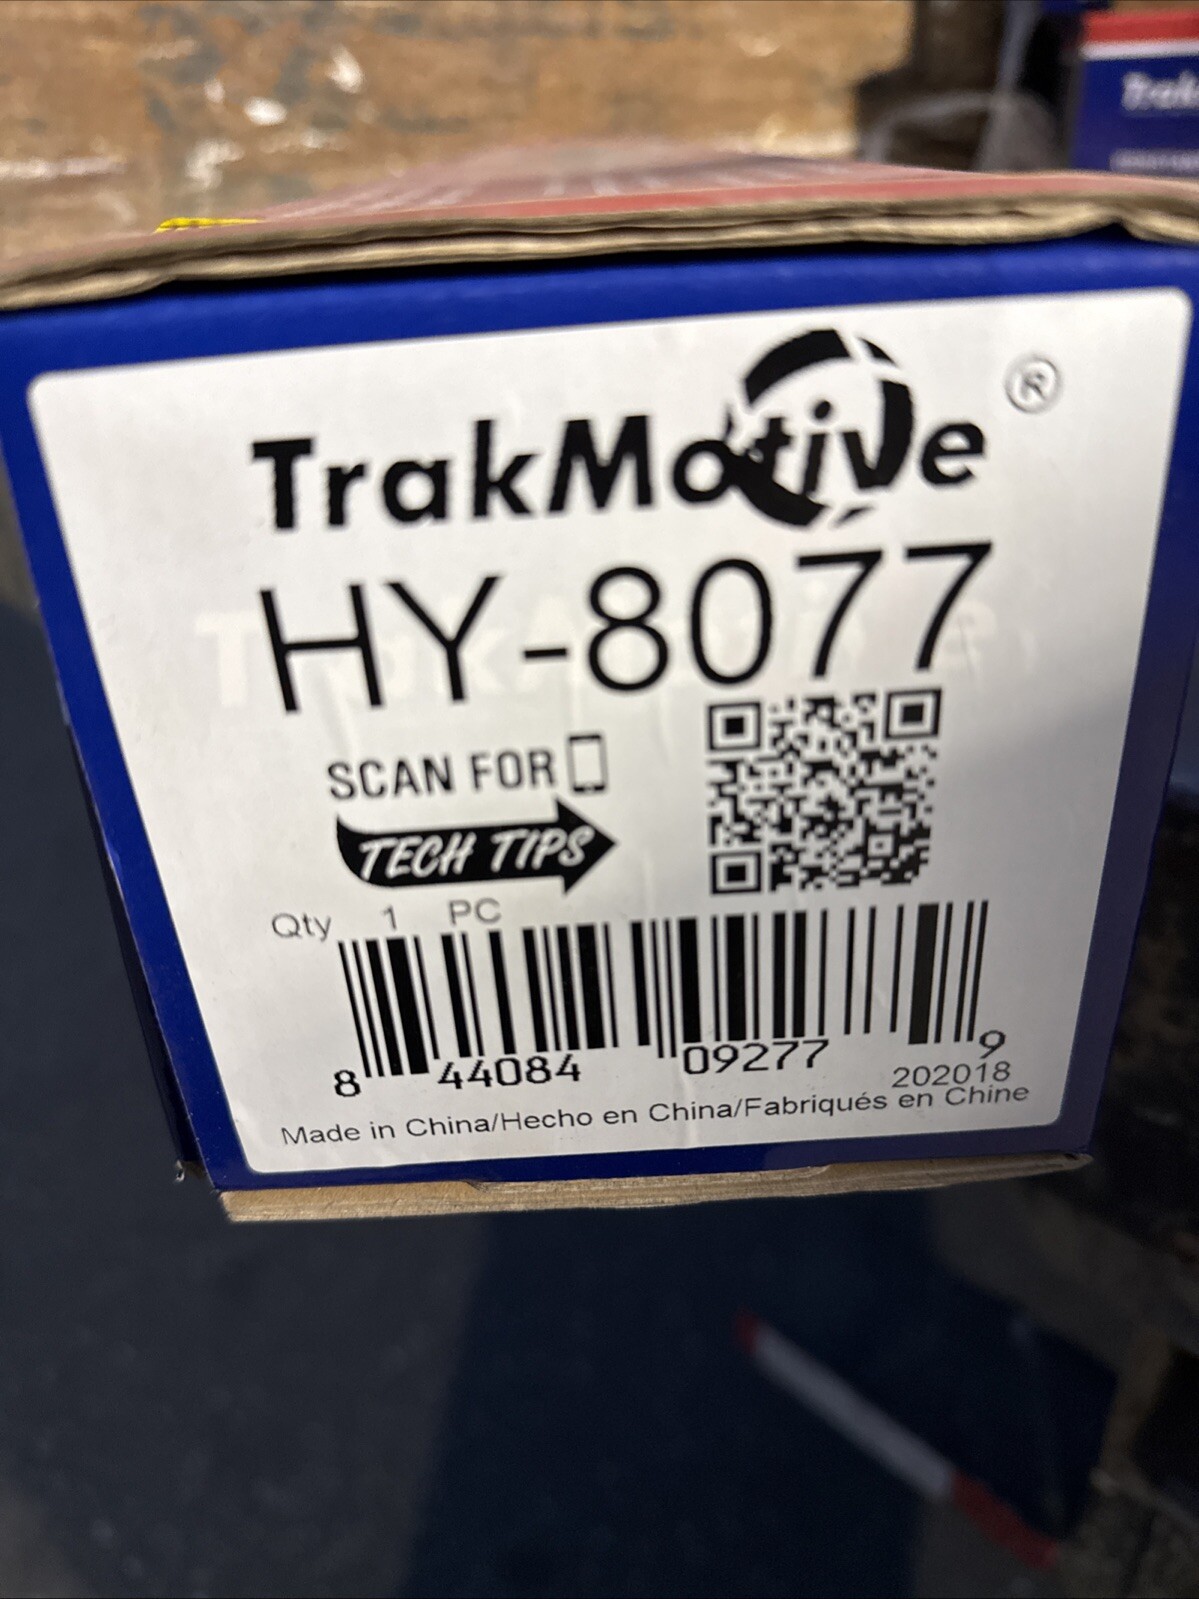 Trak
TrakMotive ®
HY-8077
SCAN FOR
TECH TIPS
Qty 1 PC
8 44084 09277 9
202018
Made in China/Hecho en China/Fabriqués en Chine